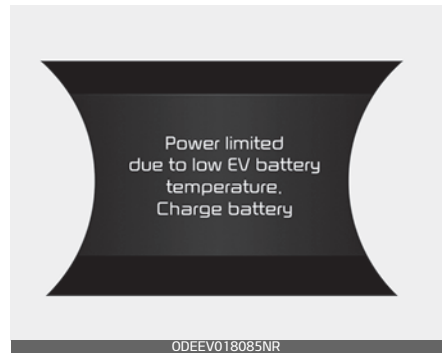 Power limited
due to low EV battery
temperature.
Charge battery
ODEEV018085NR